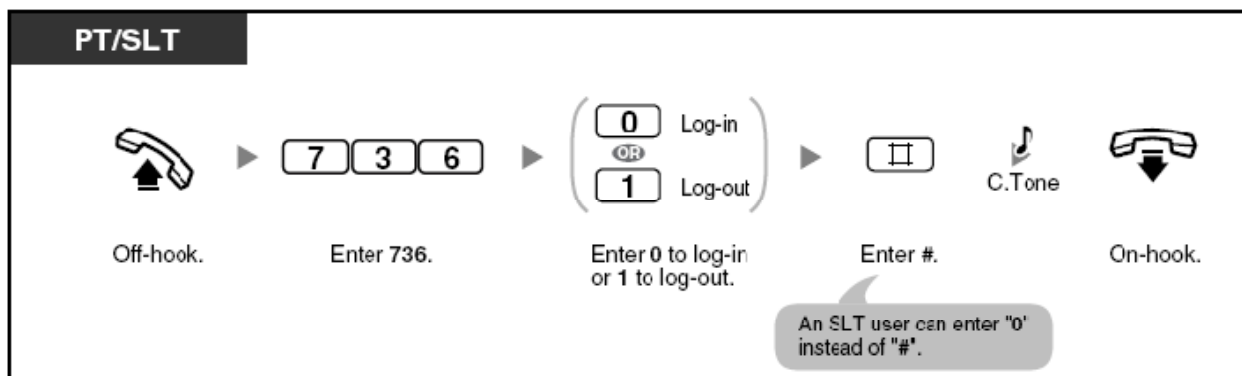 PT/SLT
7 3 6
0 Log-in
OR
1 Log-out
#
C.Tone
Off-hook.
Enter 736.
Enter 0 to log-in
or 1 to log-out.
Enter #.
On-hook.
An SLT user can enter "0"
instead of "#".